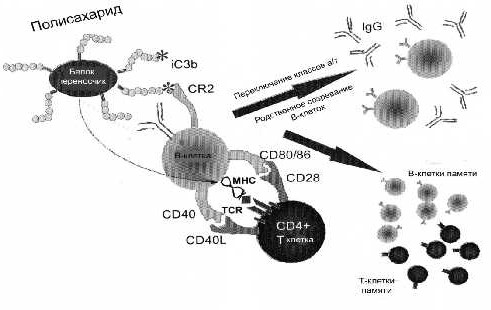 Полисахарид
Белок
переносчик
iC3b
CR2
IgG
Переключение классов а/т
Родственное созревание
В-клеток
В-клетка
CD80/86
CD28
MHC
TCR
CD40
CD40L
CD4+
Т клетка
В-клетки памяти
Т-клетки-
памяти